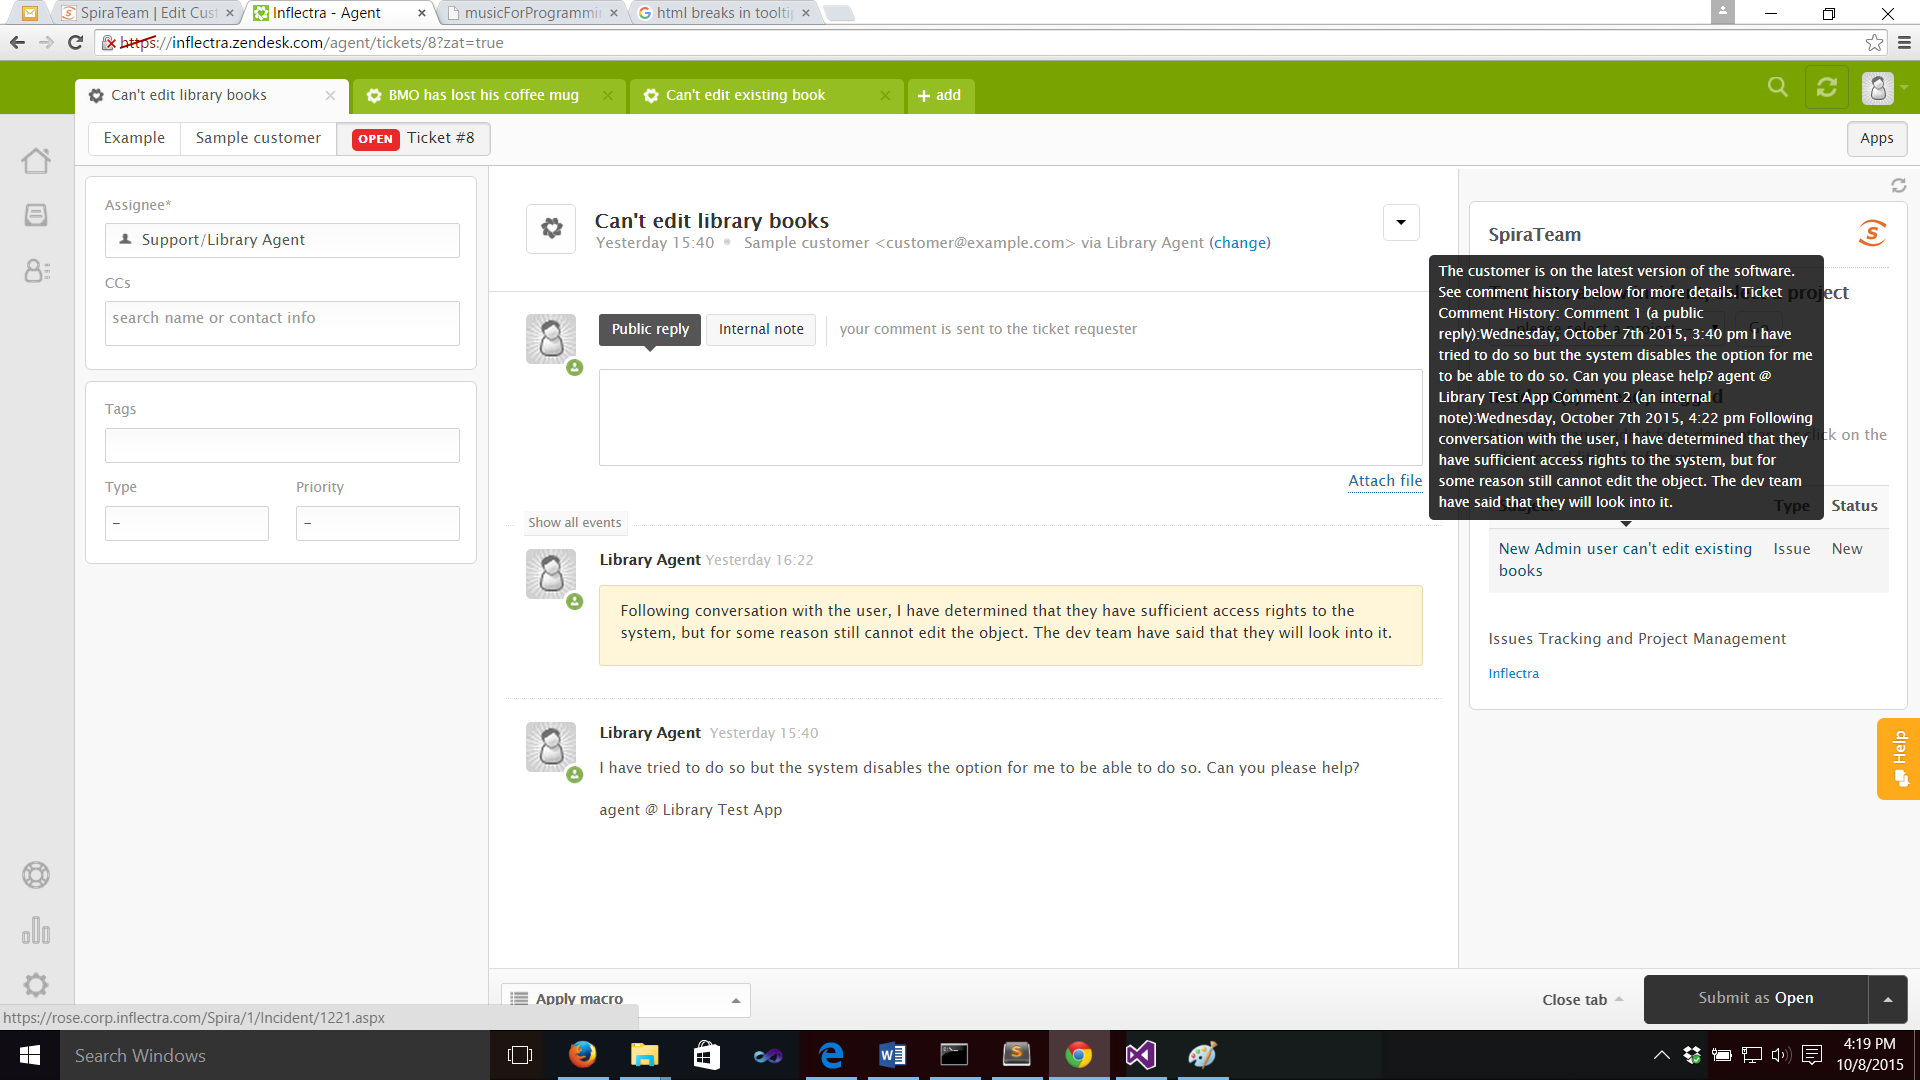 SpiraTeam | Edit Cust
Inflectra - Agent
musicForProgrammin
html breaks in toolti
https://inflectra.zendesk.com/agent/tickets/8?zat=true
Can't edit library books
BMO has lost his coffee mug
Can't edit existing book
+ add
Example
Sample customer
OPEN Ticket #8
Apps
Assignee*
Support/Library Agent
CCs
search name or contact info
Tags
Type
Priority
–
–
Can't edit library books
Yesterday 15:40 Sample customer <customer@example.com> via Library Agent (change)
Public reply
Internal note
your comment is sent to the ticket requester
Attach file
Show all events
Library Agent Yesterday 16:22
Following conversation with the user, I have determined that they have sufficient access rights to the
system, but for some reason still cannot edit the object. The dev team have said that they will look into it.
Library Agent Yesterday 15:40
I have tried to do so but the system disables the option for me to be able to do so. Can you please help?
agent @ Library Test App
SpiraTeam
The customer is on the latest version of the software.
See comment history below for more details. Ticket
Comment History: Comment 1 (a public
reply):Wednesday, October 7th 2015, 3:40 pm I have
tried to do so but the system disables the option for me
to be able to do so. Can you please help? agent @
Library Test App Comment 2 (an internal
note):Wednesday, October 7th 2015, 4:22 pm Following
conversation with the user, I have determined that they
have sufficient access rights to the system, but for
some reason still cannot edit the object. The dev team
have said that they will look into it.
project
click on the
Subject Type Status
New Admin user can't edit existing Issue New
books
Issues Tracking and Project Management
Inflectra
Help
Apply macro
Close tab
Submit as Open
https://rose.corp.inflectra.com/Spira/1/Incident/1221.aspx
Search Windows
4:19 PM
10/8/2015